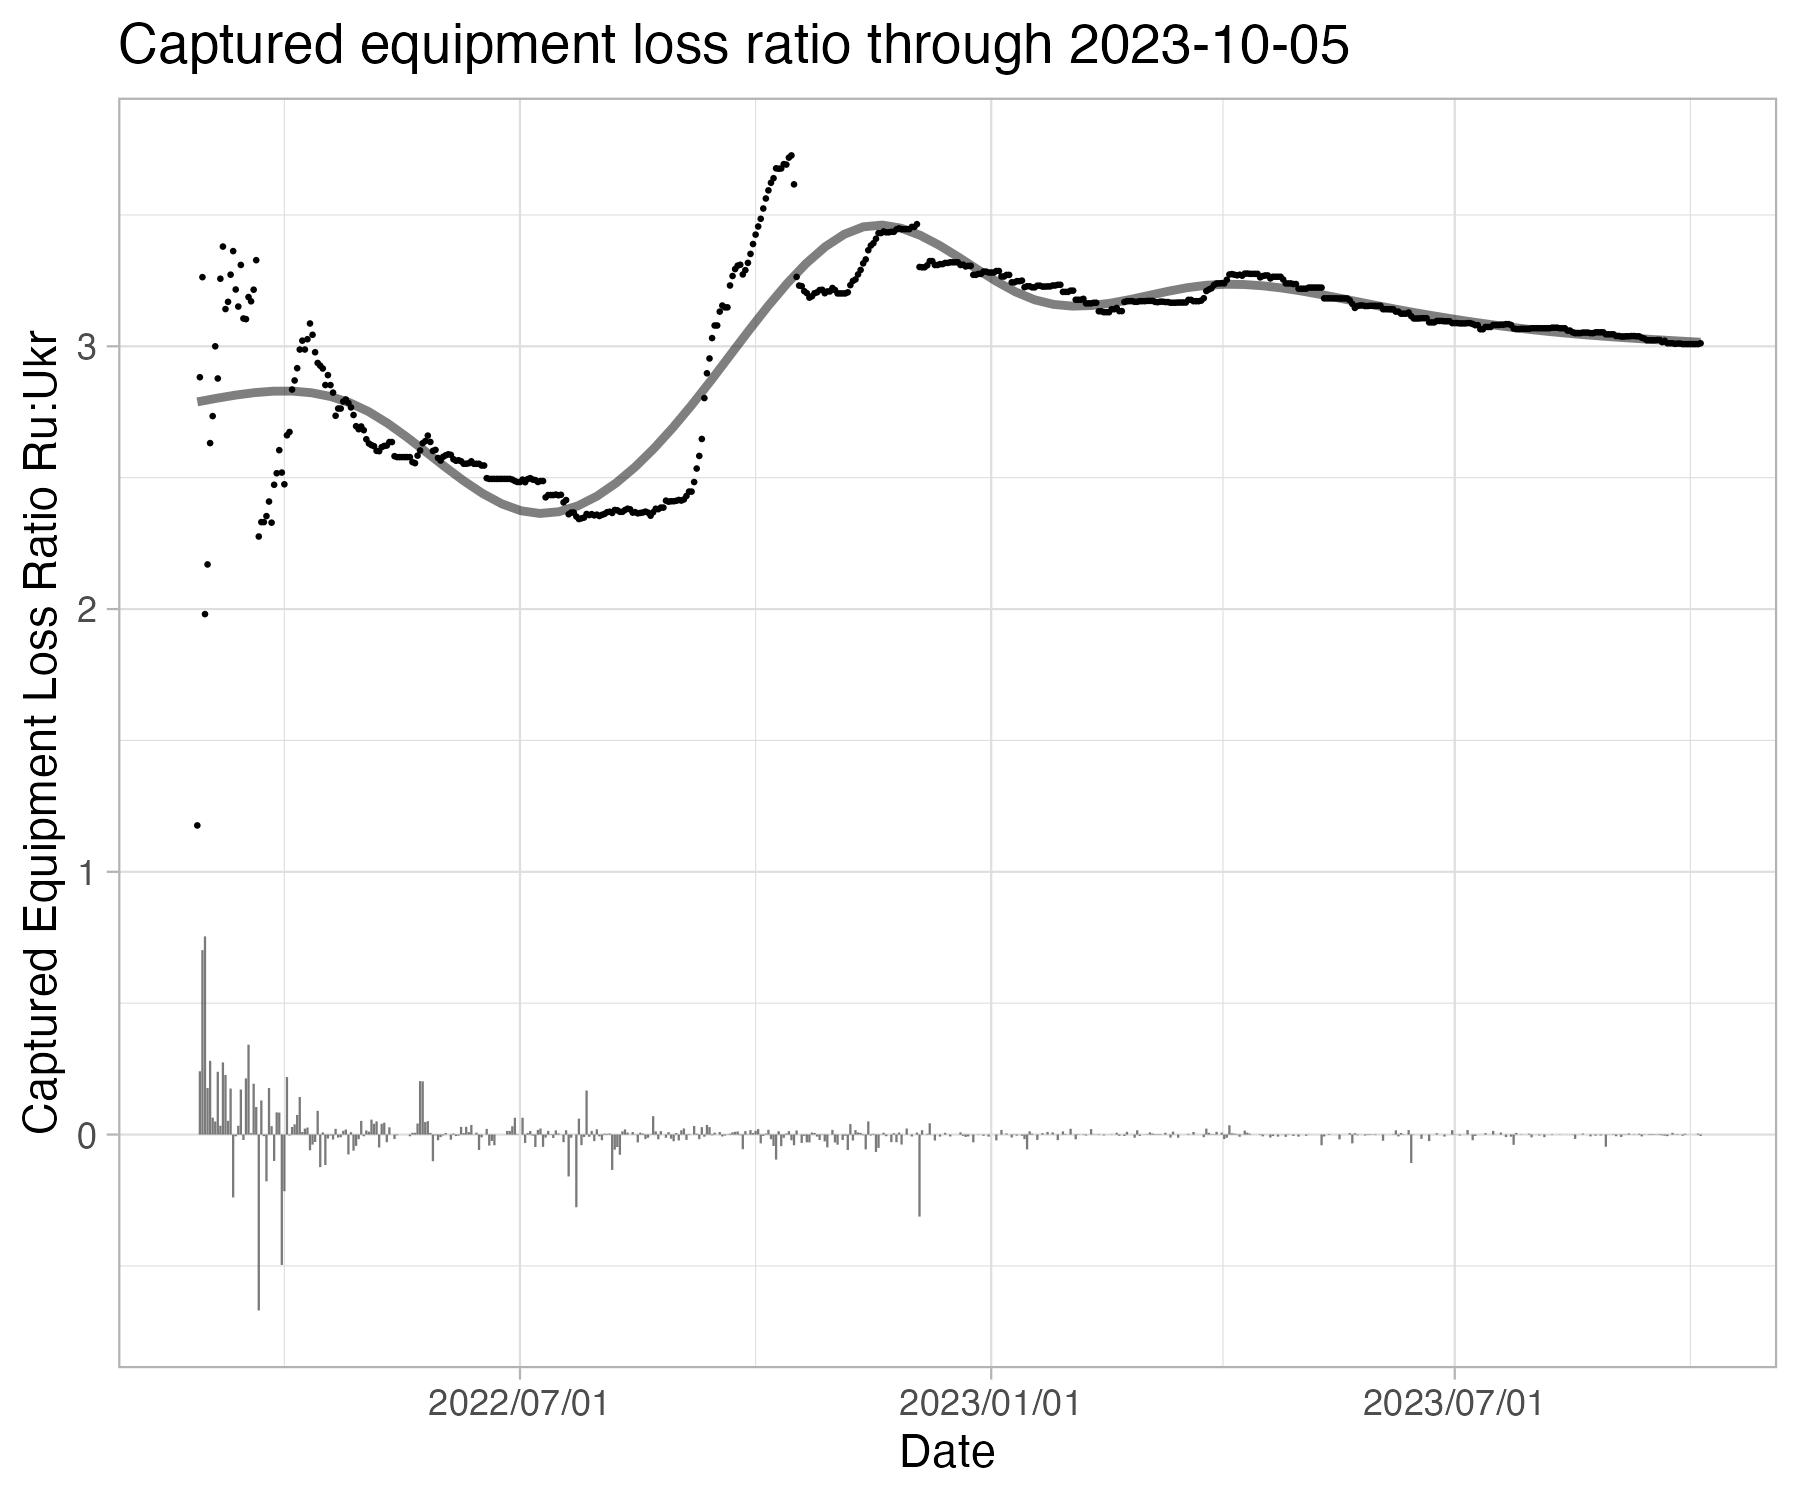 Captured equipment loss ratio through 2023-10-05
Captured Equipment Loss Ratio Ru:Ukr
3
2
1
0
2022/07/01
2023/01/01
2023/07/01
Date